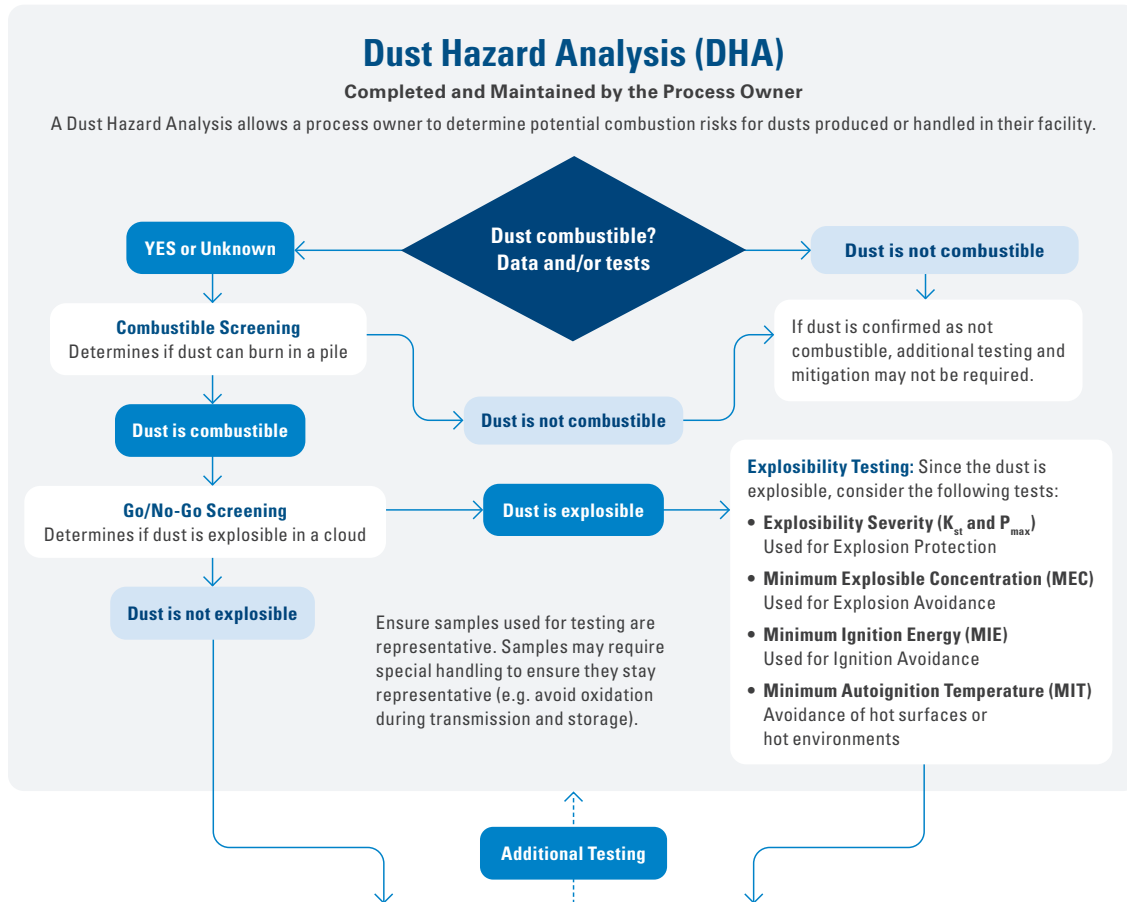 Dust Hazard Analysis (DHA)
Completed and Maintained by the Process Owner
A Dust Hazard Analysis allows a process owner to determine potential combustion risks for dusts produced or handled in their facility.
Dust combustible?
Data and/or tests
YES or Unknown
Dust is not combustible
Combustible Screening
Determines if dust can burn in a pile
If dust is confirmed as not
combustible, additional testing and
mitigation may not be required.
Dust is not combustible
Dust is combustible
Go/No-Go Screening
Determines if dust is explosible in a cloud
Dust is explosible
Explosibility Testing: Since the dust is
explosible, consider the following tests:
• Explosibility Severity (Kst and Pmax)
Used for Explosion Protection
• Minimum Explosible Concentration (MEC)
Used for Explosion Avoidance
• Minimum Ignition Energy (MIE)
Used for Ignition Avoidance
• Minimum Autoignition Temperature (MIT)
Avoidance of hot surfaces or
hot environments
Dust is not explosible
Ensure samples used for testing are
representative. Samples may require
special handling to ensure they stay
representative (e.g. avoid oxidation
during transmission and storage).
Additional Testing